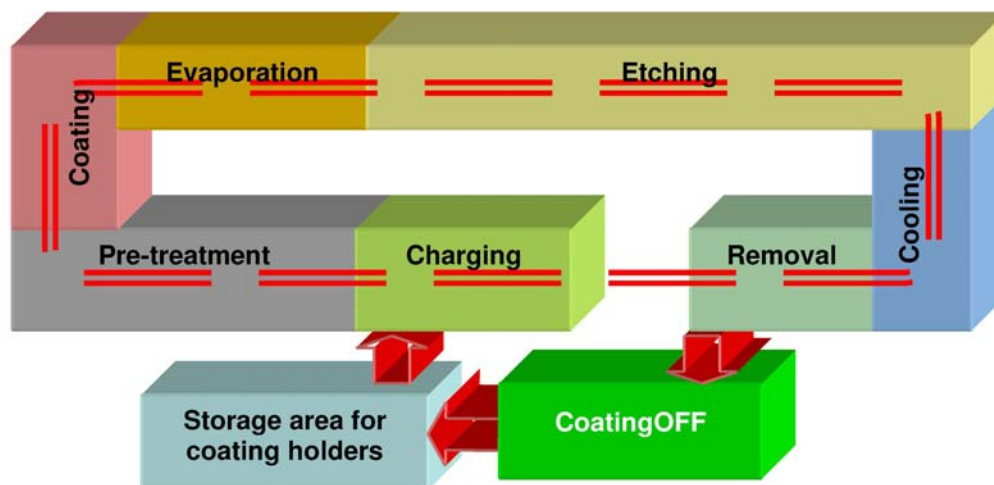 Evaporation
Etching
Coating
Cooling
Pre-treatment
Charging
Removal
Storage area for
coating holders
CoatingOFF